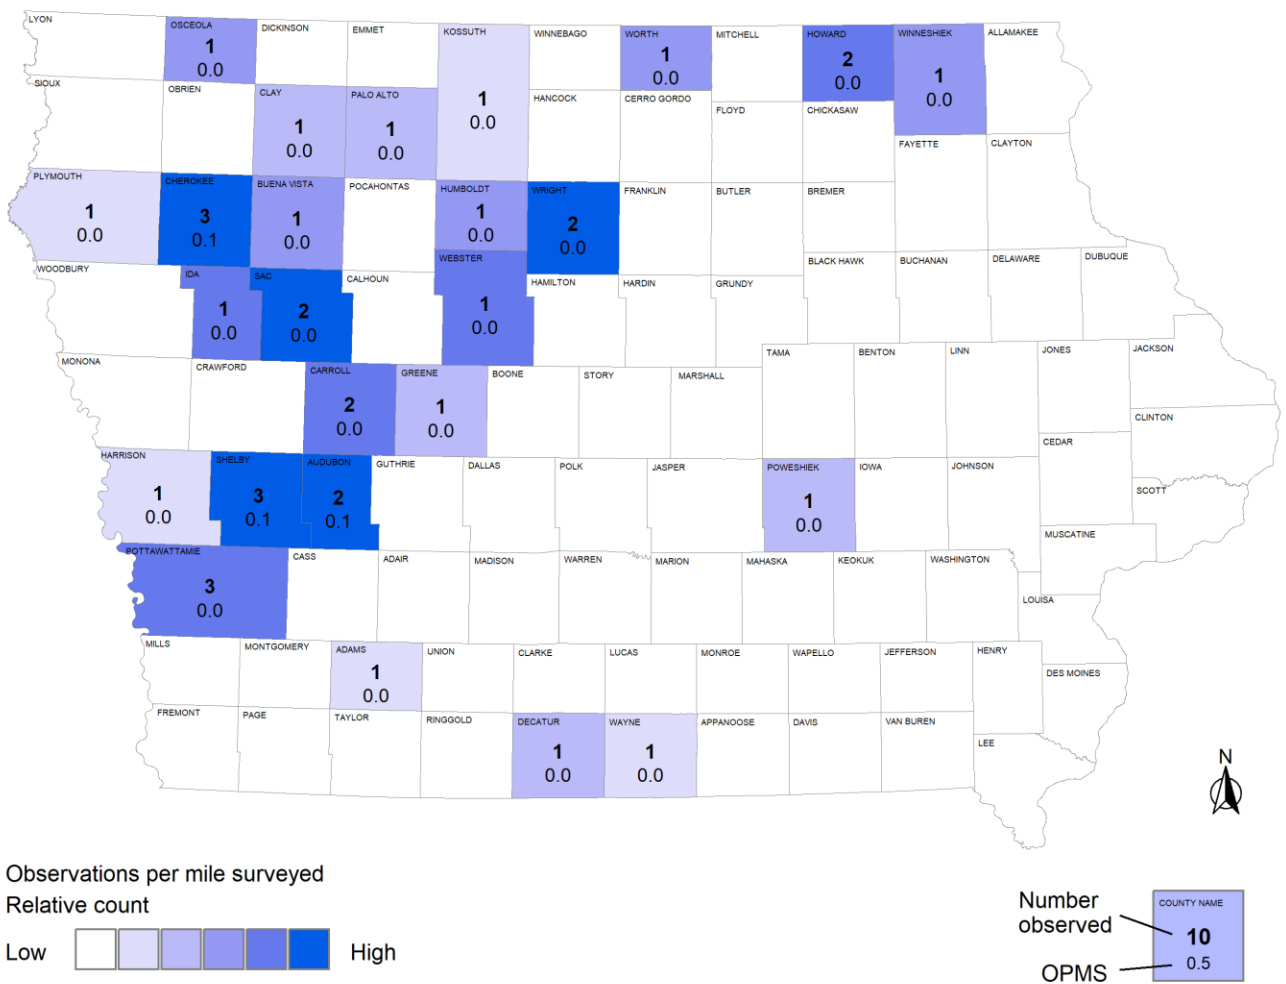 LYON
OSCEOLA
1
0.0
DICKINSON
EMMET
KOSSUTH
1
0.0
WINNEBAGO
WORTH
1
0.0
MITCHELL
HOWARD
2
0.0
WINNESHIEK
1
0.0
ALLAMAKEE
SIOUX
OBRIEN
CLAY
1
0.0
PALO ALTO
1
0.0
HANCOCK
CERRO GORDO
FLOYD
CHICKASAW
FAYETTE
CLAYTON
PLYMOUTH
1
0.0
CHEROKEE
3
0.1
BUENA VISTA
1
0.0
POCAHONTAS
HUMBOLDT
1
0.0
WRIGHT
2
0.0
FRANKLIN
BUTLER
BREMER
WOODBURY
IDA
1
0.0
SAC
2
0.0
CALHOUN
WEBSTER
1
0.0
HAMILTON
HARDIN
GRUNDY
BLACK HAWK
BUCHANAN
DELAWARE
DUBUQUE
MONONA
CRAWFORD
CARROLL
2
0.0
GREENE
1
0.0
BOONE
STORY
MARSHALL
TAMA
BENTON
LINN
JONES
JACKSON
CLINTON
CEDAR
HARRISON
1
0.0
SHELBY
3
0.1
AUDUBON
2
0.1
GUTHRIE
DALLAS
POLK
JASPER
POWESHIEK
1
0.0
IOWA
JOHNSON
SCOTT
MUSCATINE
POTTAWATTAMIE
3
0.0
CASS
ADAIR
MADISON
WARREN
MARION
MAHASKA
KEOKUK
WASHINGTON
LOUISA
MILLS
MONTGOMERY
ADAMS
1
0.0
UNION
CLARKE
LUCAS
MONROE
WAPELLO
JEFFERSON
HENRY
DES MOINES
FREMONT
PAGE
TAYLOR
RINGGOLD
DECATUR
1
0.0
WAYNE
1
0.0
APPANOOSE
DAVIS
VAN BUREN
LEE
N
Observations per mile surveyed
Relative count
Low
High
Number
observed
OPMS
COUNTY NAME
10
0.5